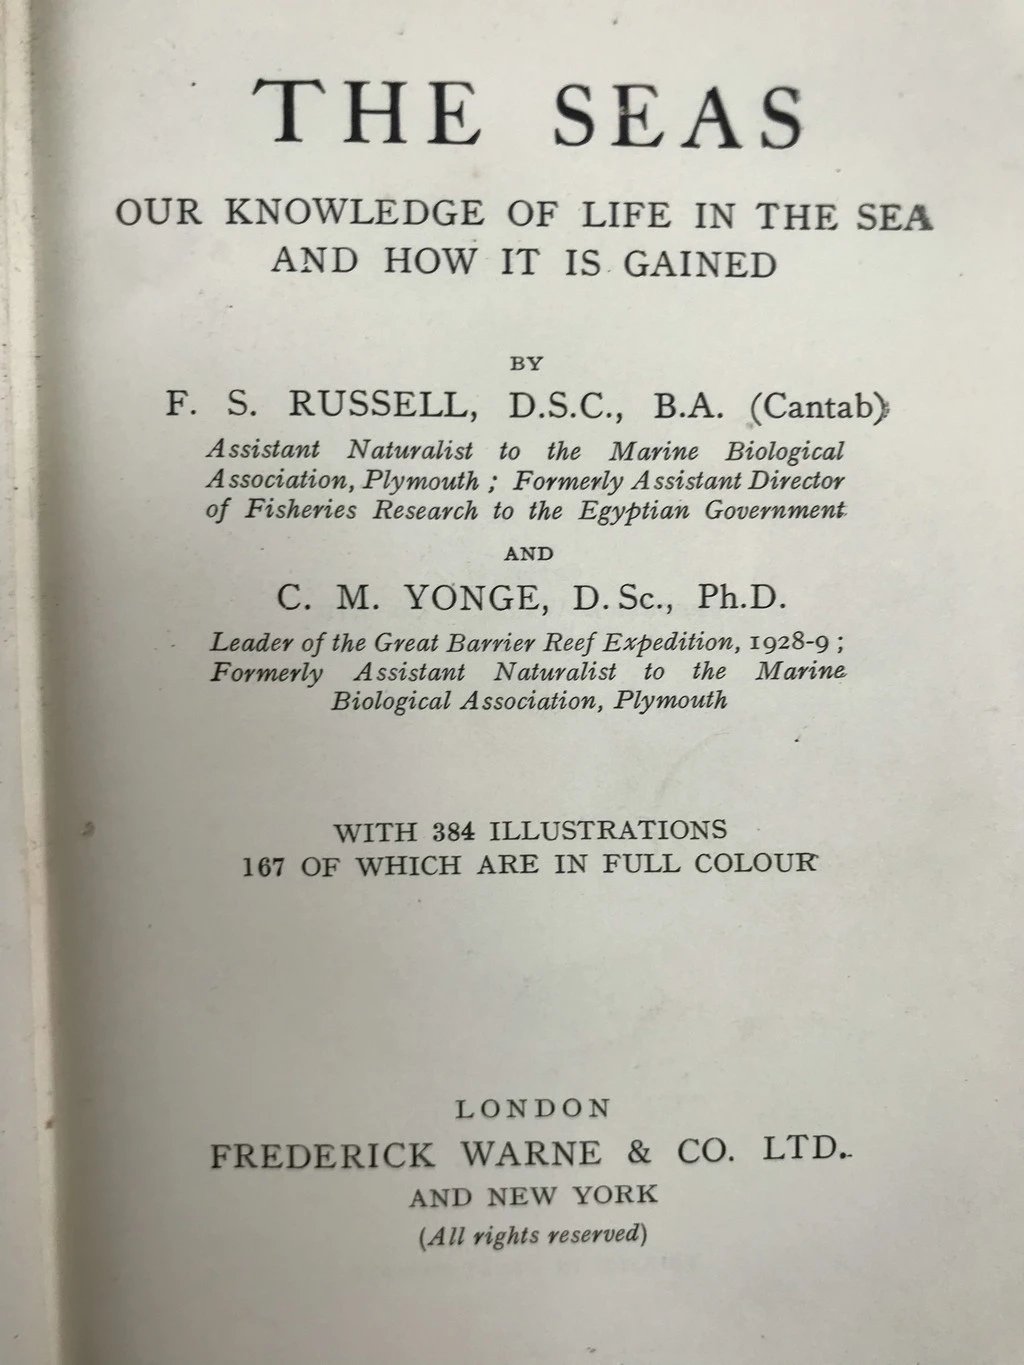 THE SEAS
OUR KNOWLEDGE OF LIFE IN THE SEA
AND HOW IT IS GAINED
BY
F. S. RUSSELL, D.S.C., B.A. (Cantab)
Assistant Naturalist to the Marine Biological
Association, Plymouth ; Formerly Assistant Director
of Fisheries Research to the Egyptian Government
AND
C. M. YONGE, D.Sc., Ph.D.
Leader of the Great Barrier Reef Expedition, 1928-9 ;
Formerly Assistant Naturalist to the Marine
Biological Association, Plymouth
WITH 384 ILLUSTRATIONS
167 OF WHICH ARE IN FULL COLOUR
LONDON
FREDERICK WARNE & CO. LTD.
AND NEW YORK
(All rights reserved)